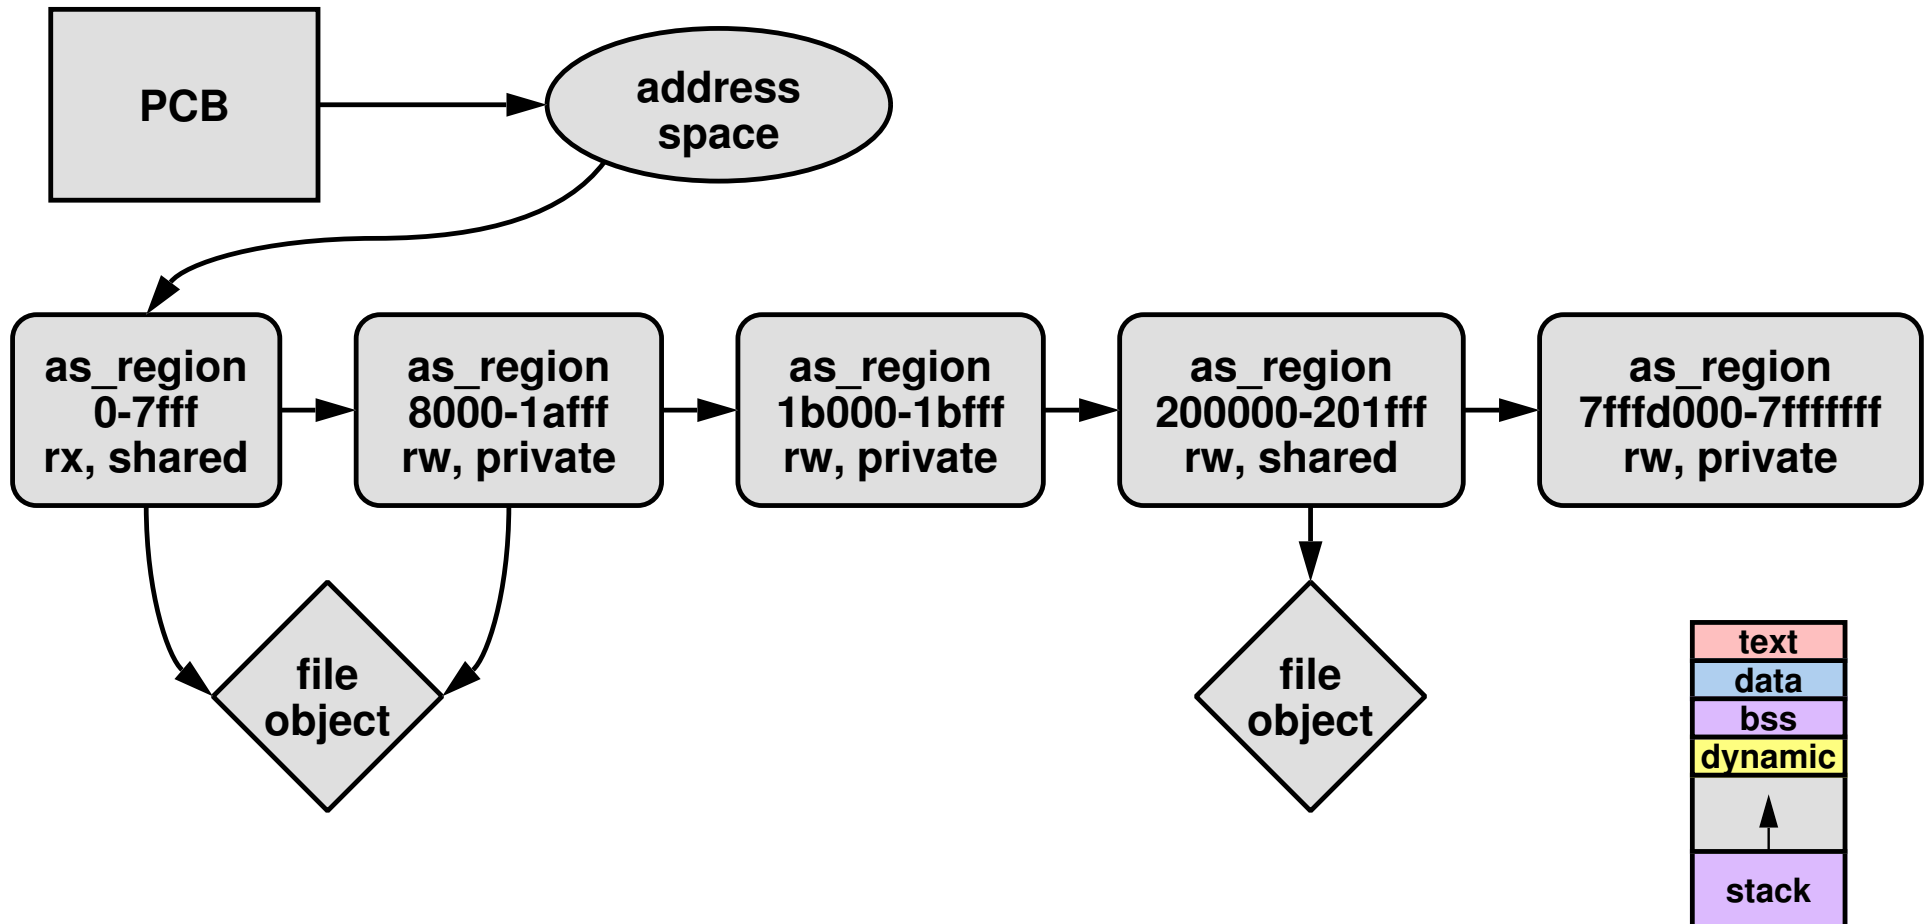 PCB
address
space
as_region
0-7fff
rx, shared
as_region
8000-1afff
rw, private
as_region
1b000-1bfff
rw, private
as_region
200000-201fff
rw, shared
as_region
7fffd000-7fffffff
rw, private
file
object
file
object
text
data
bss
dynamic
stack